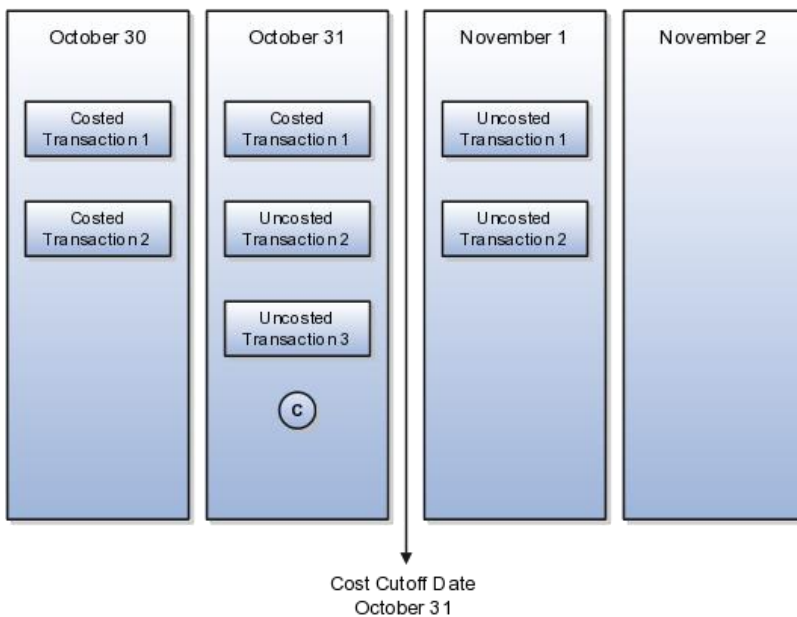 October 30
Costed
Transaction 1
Costed
Transaction 2
October 31
Costed
Transaction 1
Uncosted
Transaction 2
Uncosted
Transaction 3
C
November 1
Uncosted
Transaction 1
Uncosted
Transaction 2
November 2
Cost Cutoff Date
October 31